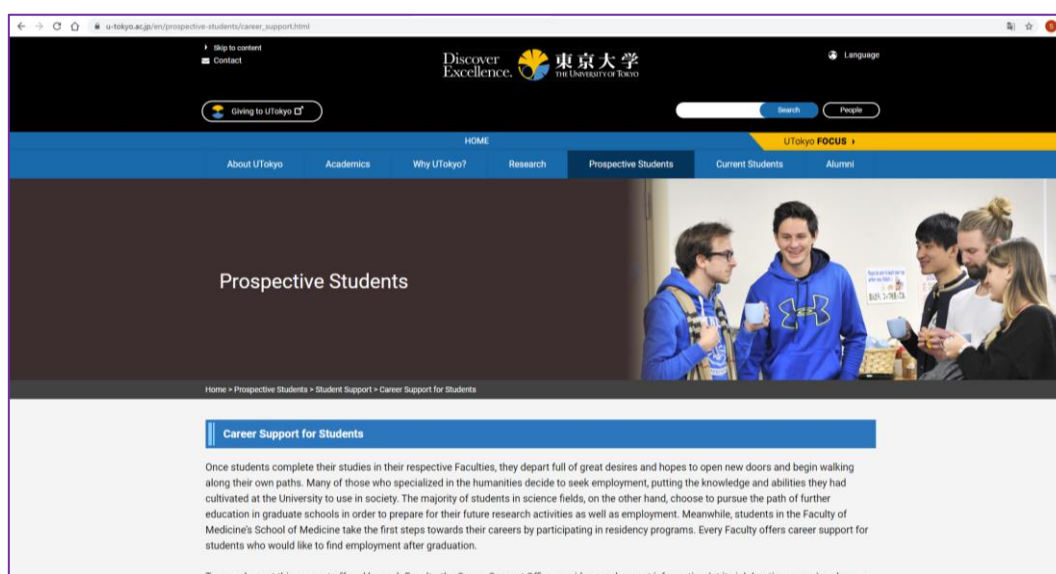 u-tokyo.ac.jp/en/prospective-students/career_support.html
Skip to content
Contact
Discover
Excellence.
東京大学
THE UNIVERSITY OF TOKYO
Language
Giving to UTokyo
Search
People
HOME
UTokyo FOCUS
About UTokyo
Academics
Why UTokyo?
Research
Prospective Students
Current Students
Alumni
Prospective Students
Home > Prospective Students > Student Support > Career Support for Students
Career Support for Students
Once students complete their studies in their respective Faculties, they depart full of great desires and hopes to open new doors and begin walking
along their own paths. Many of those who specialized in the humanities decide to seek employment, putting the knowledge and abilities they had
cultivated at the University to use in society. The majority of students in science fields, on the other hand, choose to pursue the path of further
education in graduate schools in order to prepare for their future research activities as well as employment. Meanwhile, students in the Faculty of
Medicine's School of Medicine take the first steps towards their careers by participating in residency programs. Every Faculty offers career support for
students who would like to find employment after graduation.